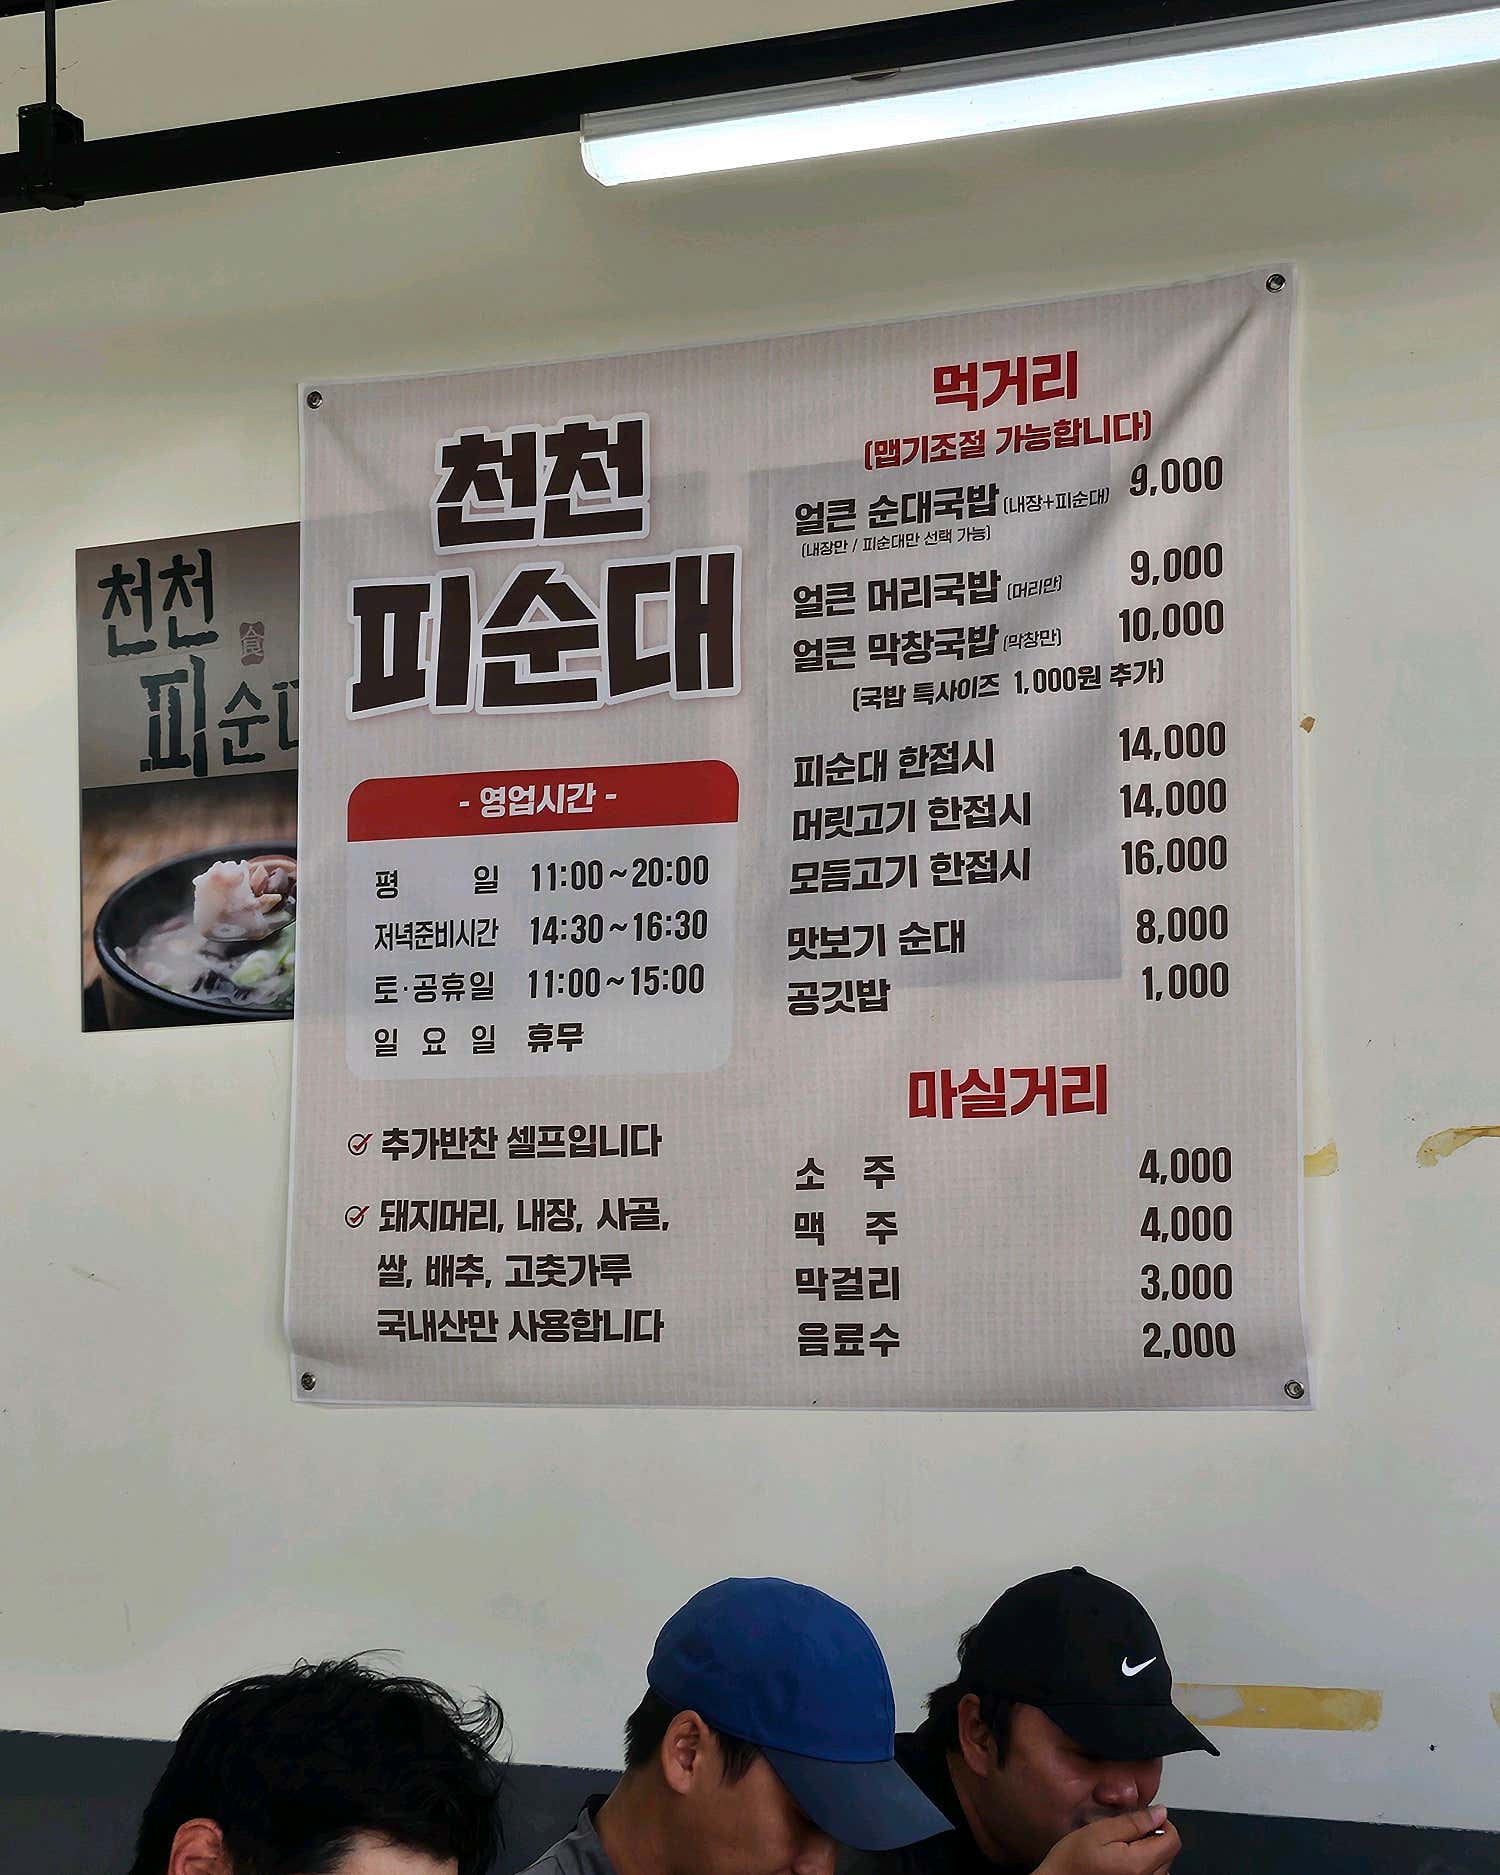 천천
피순대
食
천천
피순대
- 영업시간 -
평 일 11:00~20:00
저녁준비시간 14:30~16:30
토·공휴일 11:00~15:00
일 요 일 휴무
추가반찬 셀프입니다
돼지머리, 내장, 사골,
쌀, 배추, 고춧가루
국내산만 사용합니다
먹거리
(맵기조절 가능합니다)
얼큰 순대국밥 (내장+피순대) 9,000
(내장만 / 피순대만 선택 가능)
얼큰 머리국밥 (머리만) 9,000
얼큰 막창국밥 (막창만) 10,000
(국밥 특사이즈 1,000원 추가)
피순대 한접시 14,000
머릿고기 한접시 14,000
모듬고기 한접시 16,000
맛보기 순대 8,000
공깃밥 1,000
마실거리
소 주 4,000
맥 주 4,000
막걸리 3,000
음료수 2,000